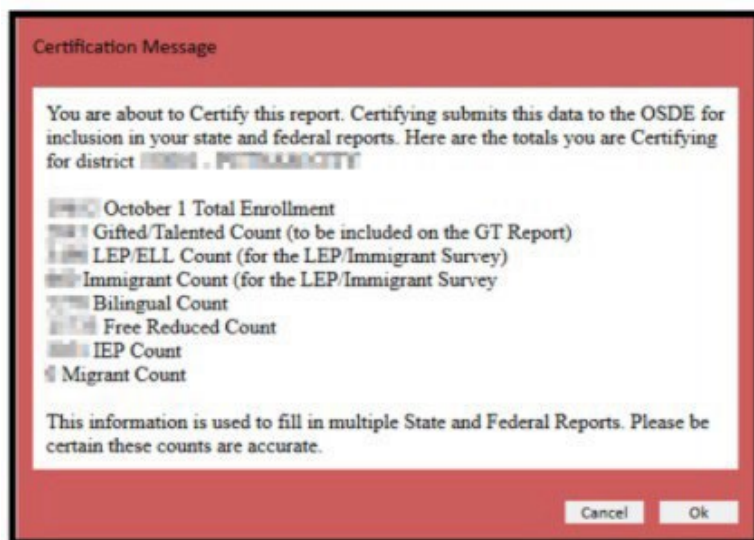 Certification Message
You are about to Certify this report. Certifying submits this data to the OSDE for
inclusion in your state and federal reports. Here are the totals you are Certifying
for district
October 1 Total Enrollment
Gifted/Talented Count (to be included on the GT Report)
LEP/ELL Count (for the LEP/Immigrant Survey)
Immigrant Count (for the LEP/Immigrant Survey
Bilingual Count
Free Reduced Count
IEP Count
Migrant Count
This information is used to fill in multiple State and Federal Reports. Please be
certain these counts are accurate.
Cancel Ok